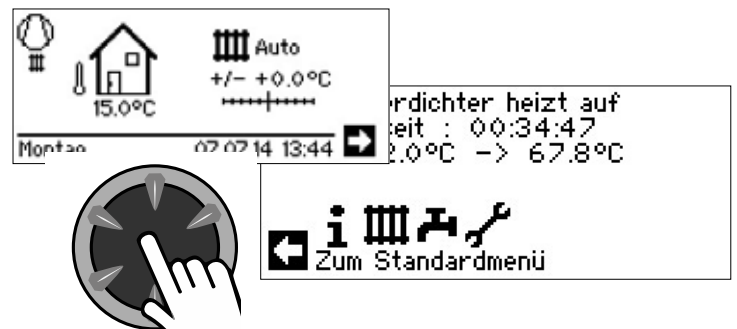 Auto
+/- +0.0°C
15.0°C
Montag 07.07.14 13:44
rdichter heizt auf
eit : 00:34:47
2.0°C -> 67.8°C
Zum Standardmenü